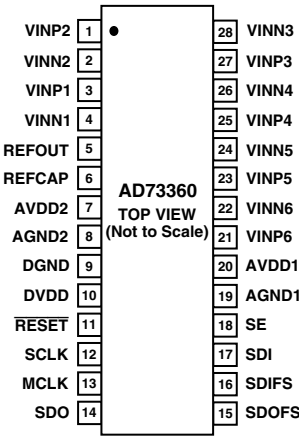 VINP2 1 28 VINN3
VINN2 2 27 VINP3
VINP1 3 26 VINN4
VINN1 4 25 VINP4
REFOUT 5 24 VINN5
REFCAP 6 23 VINP5
AD73360
AVDD2 7 22 VINN6
TOP VIEW
(Not to Scale)
AGND2 8 21 VINP6
DGND 9 20 AVDD1
DVDD 10 19 AGND1
RESET 11 18 SE
SCLK 12 17 SDI
MCLK 13 16 SDIFS
SDO 14 15 SDOFS